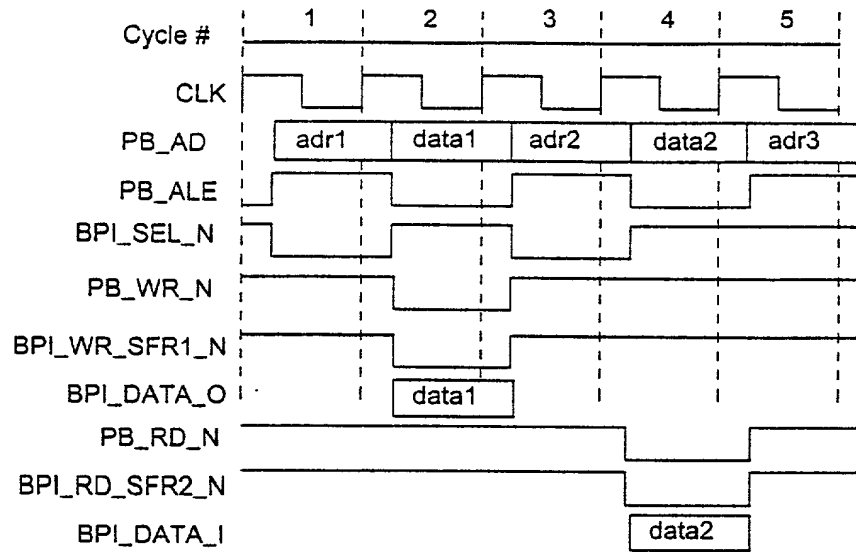 Cycle # 1 2 3 4 5
CLK
PB_AD adr1 data1 adr2 data2 adr3
PB_ALE
BPI_SEL_N
PB_WR_N
BPI_WR_SFR1_N
BPI_DATA_O data1
PB_RD_N
BPI_RD_SFR2_N
BPI_DATA_I data2